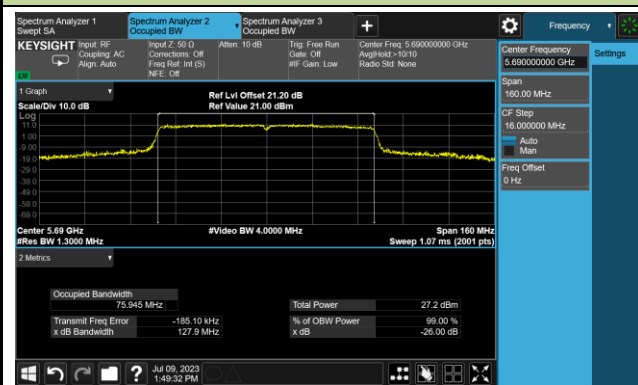 Spectrum Analyzer 1
Swept SA
Spectrum Analyzer 2
Occupied BW
Spectrum Analyzer 3
Occupied BW
Frequency
KEYSIGHT
LXI
Input: RF
Coupling: AC
Align: Auto
Input Z: 50 Ω
Corrections: Off
Freq Ref: Int (S)
NFE: Off
Atten: 10 dB
Trig: Free Run
Gate: Off
#IF Gain: Low
Center Freq: 5.690000000 GHz
Avg|Hold:>10/10
Radio Std: None
Center Frequency
5.690000000 GHz
Settings
Span
160.00 MHz
CF Step
16.000000 MHz
Auto
Man
Freq Offset
0 Hz
1 Graph
Scale/Div 10.0 dB
Ref Lvl Offset 21.20 dB
Ref Value 21.00 dBm
Log
11.0
1.00
-9.00
-19.0
-29.0
-39.0
-49.0
-59.0
-69.0
Center 5.69 GHz
#Res BW 1.3000 MHz
#Video BW 4.0000 MHz
Span 160 MHz
Sweep 1.07 ms (2001 pts)
2 Metrics
Occupied Bandwidth
75.945 MHz
Total Power 27.2 dBm
Transmit Freq Error -185.10 kHz
% of OBW Power 99.00 %
x dB Bandwidth 127.9 MHz
x dB -26.00 dB
?
Jul 09, 2023
1:49:32 PM